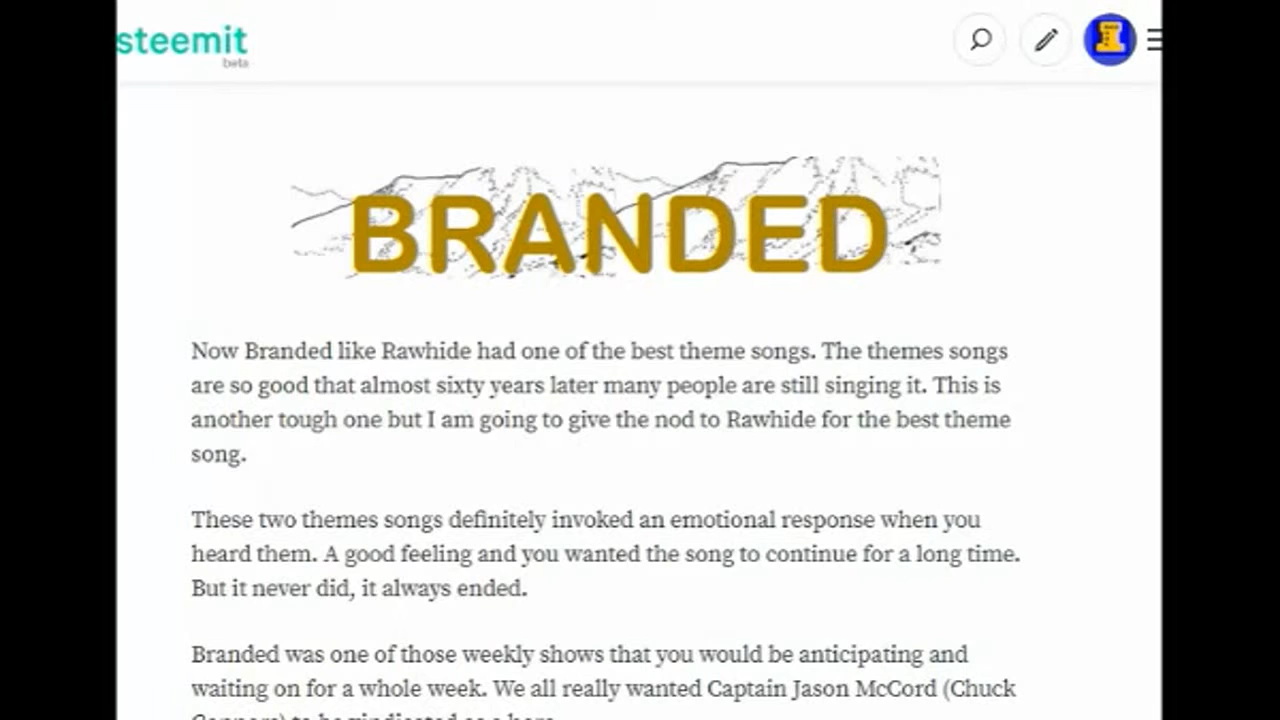 steemit
beta
BRANDED
Now Branded like Rawhide had one of the best theme songs. The themes songs
are so good that almost sixty years later many people are still singing it. This is
another tough one but I am going to give the nod to Rawhide for the best theme
song.
These two themes songs definitely invoked an emotional response when you
heard them. A good feeling and you wanted the song to continue for a long time.
But it never did, it always ended.
Branded was one of those weekly shows that you would be anticipating and
waiting on for a whole week. We all really wanted Captain Jason McCord (Chuck